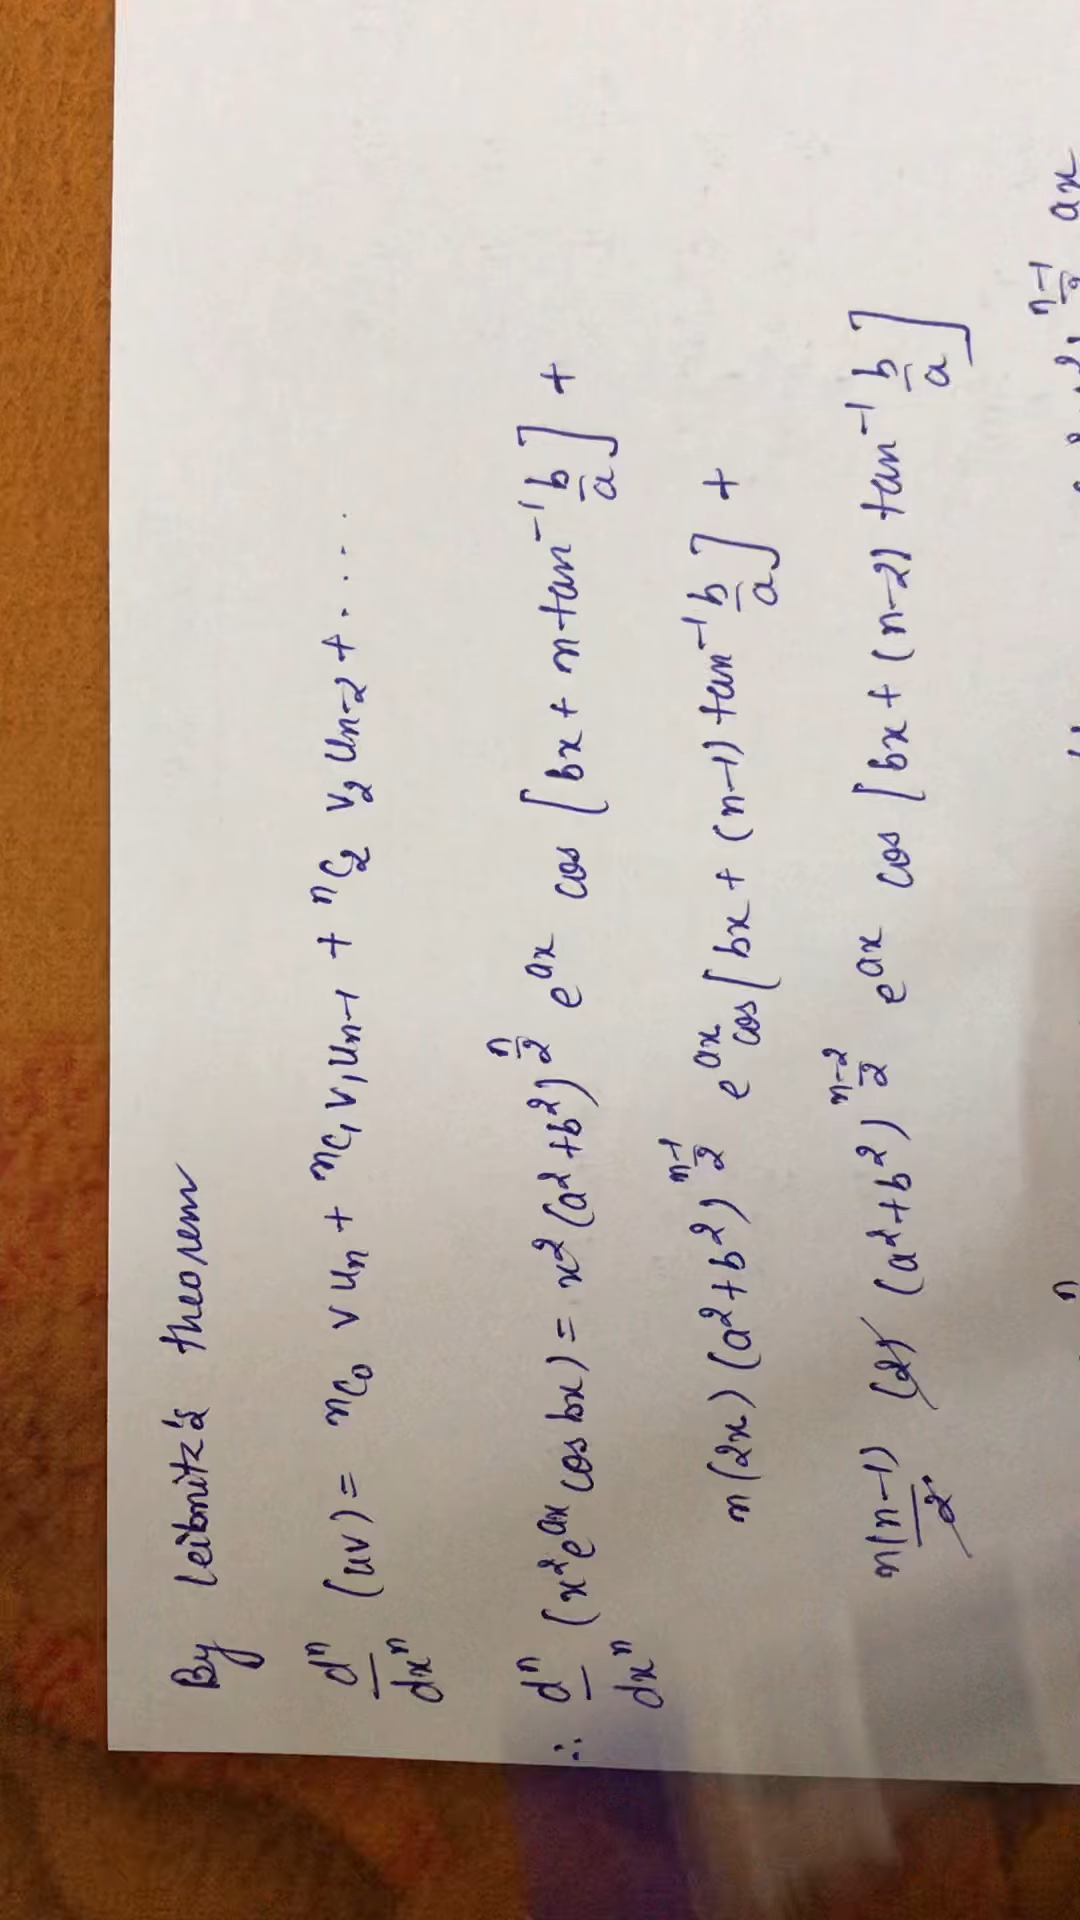 By Leibnitz's theorem
dⁿ/dxⁿ (uv) = ⁿC₀ v uₙ + ⁿC₁ v₁ uₙ₋₁ + ⁿC₂ v₂ uₙ₋₂ + ....
∴ dⁿ/dxⁿ (x² e^ax cos bx) = x² (a²+b²)^(n/2) e^ax cos [bx + n tan⁻¹ b/a] +
n(2x) (a²+b²)^((n-1)/2) e^ax cos [bx + (n-1) tan⁻¹ b/a] +
n(n-1)/2 (2) (a²+b²)^((n-2)/2) e^ax cos [bx + (n-2) tan⁻¹ b/a]